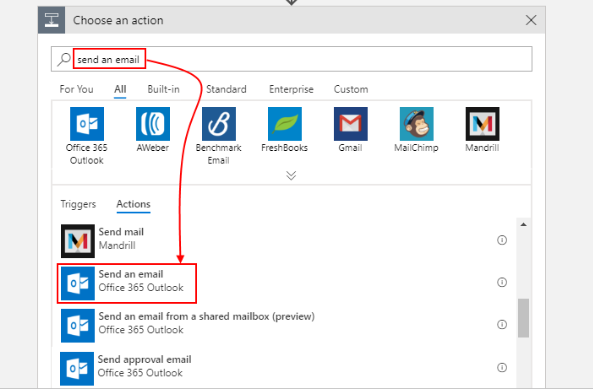 Choose an action
send an email
For You All Built-in Standard Enterprise Custom
Office 365 Outlook AWeber Benchmark Email FreshBooks Gmail MailChimp Mandrill
Triggers Actions
Send mail
Mandrill
Send an email
Office 365 Outlook
Send an email from a shared mailbox (preview)
Office 365 Outlook
Send approval email
Office 365 Outlook